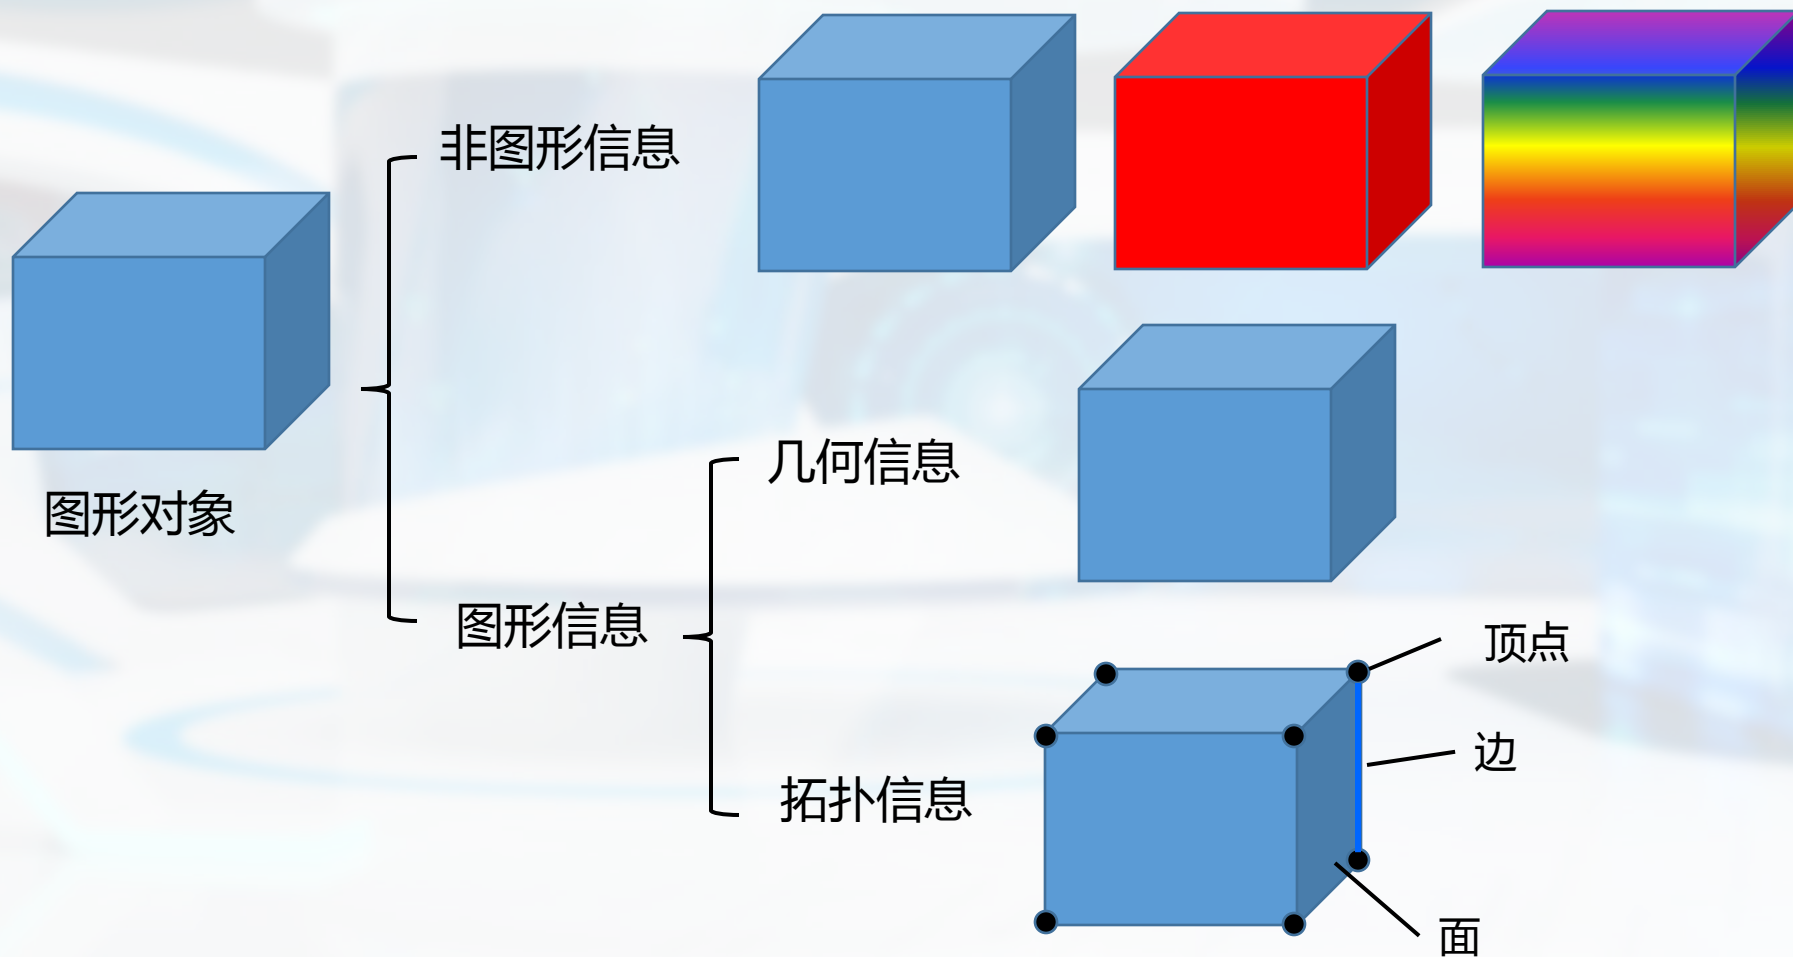 非图形信息
图形对象
几何信息
图形信息
顶点
边
拓扑信息
面